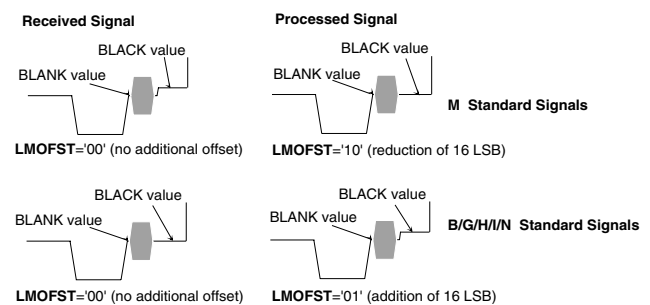 Received Signal
Processed Signal
BLACK value
BLANK value
BLACK value
BLANK value
M Standard Signals
LMOFST='00' (no additional offset)
LMOFST='10' (reduction of 16 LSB)
BLACK value
BLANK value
BLACK value
BLANK value
B/G/H/I/N Standard Signals
LMOFST='00' (no additional offset)
LMOFST='01' (addition of 16 LSB)